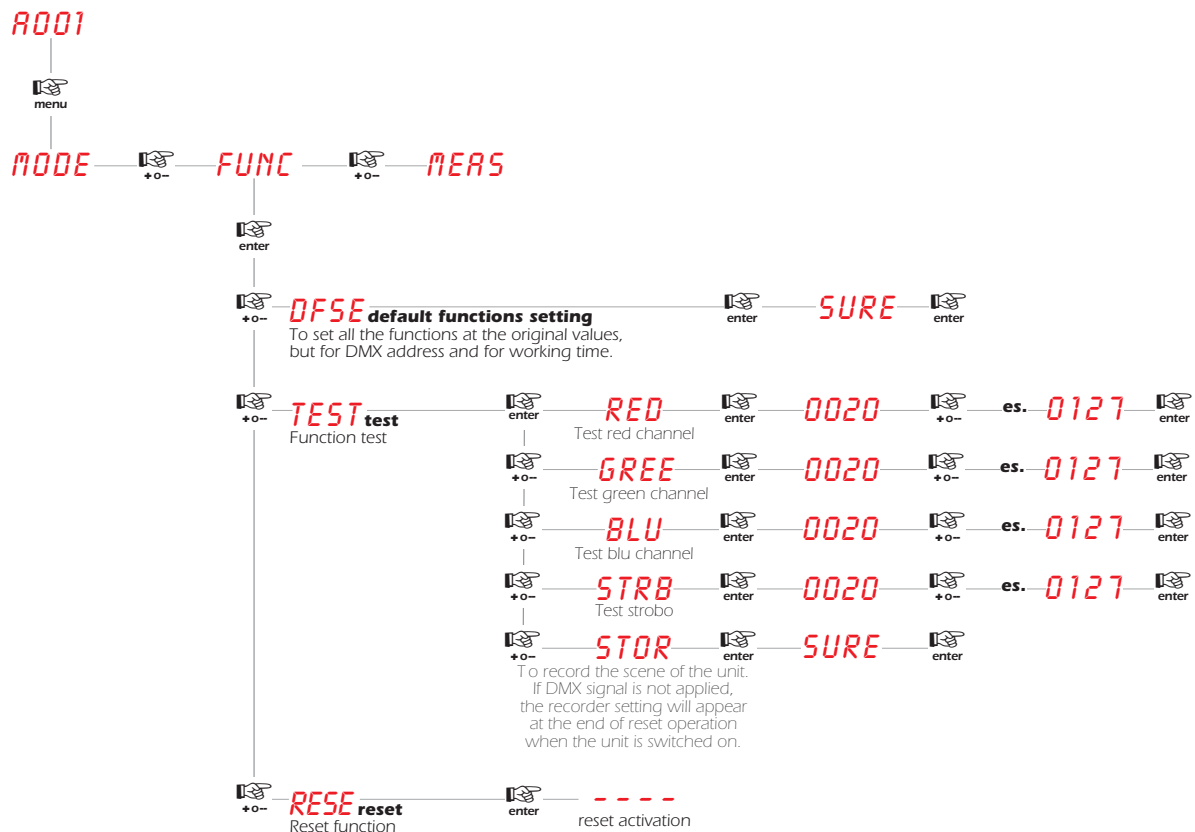 A001
menu
MODE +o– FUNC +o– MEAS
enter
+o– DFSE default functions setting enter SURE enter
To set all the functions at the original values,
but for DMX address and for working time.
+o– TEST test enter RED enter 0020 +o– es. 0127 enter
Function test
Test red channel
+o– GREE enter 0020 +o– es. 0127 enter
Test green channel
+o– BLU enter 0020 +o– es. 0127 enter
Test blu channel
+o– STRB enter 0020 +o– es. 0127 enter
Test strobo
+o– STOR enter SURE enter
To record the scene of the unit.
If DMX signal is not applied,
the recorder setting will appear
at the end of reset operation
when the unit is switched on.
+o– RESE reset enter – – – –
Reset function
reset activation